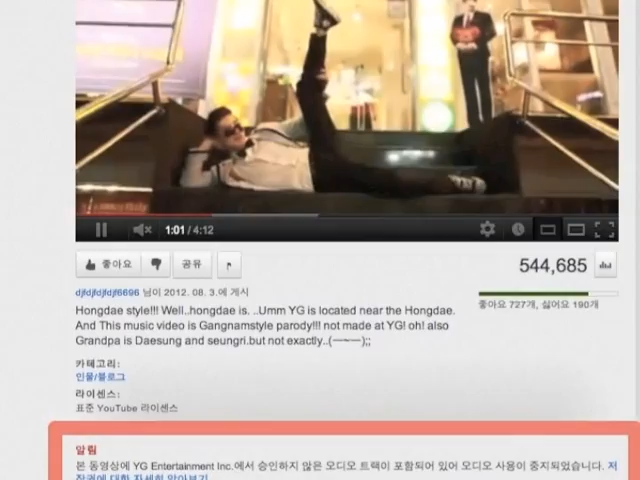 1:01 / 4:12
좋아요
공유
544,685
djfdjfdjfdjf6696 님이 2012. 08. 3.에 게시
좋아요 727개, 싫어요 190개
Hongdae style!!! Well..hongdae is. ..Umm YG is located near the Hongdae.
And This music video is Gangnamstyle parody!!! not made at YG! oh! also
Grandpa is Daesung and seungri.but not exactly..(ㅡ~ㅡ);;
카테고리:
인물/블로그
라이센스:
표준 YouTube 라이센스
알림
본 동영상에 YG Entertainment Inc.에서 승인하지 않은 오디오 트랙이 포함되어 있어 오디오 사용이 중지되었습니다. 저
작권에 대한 자세히 알아보기